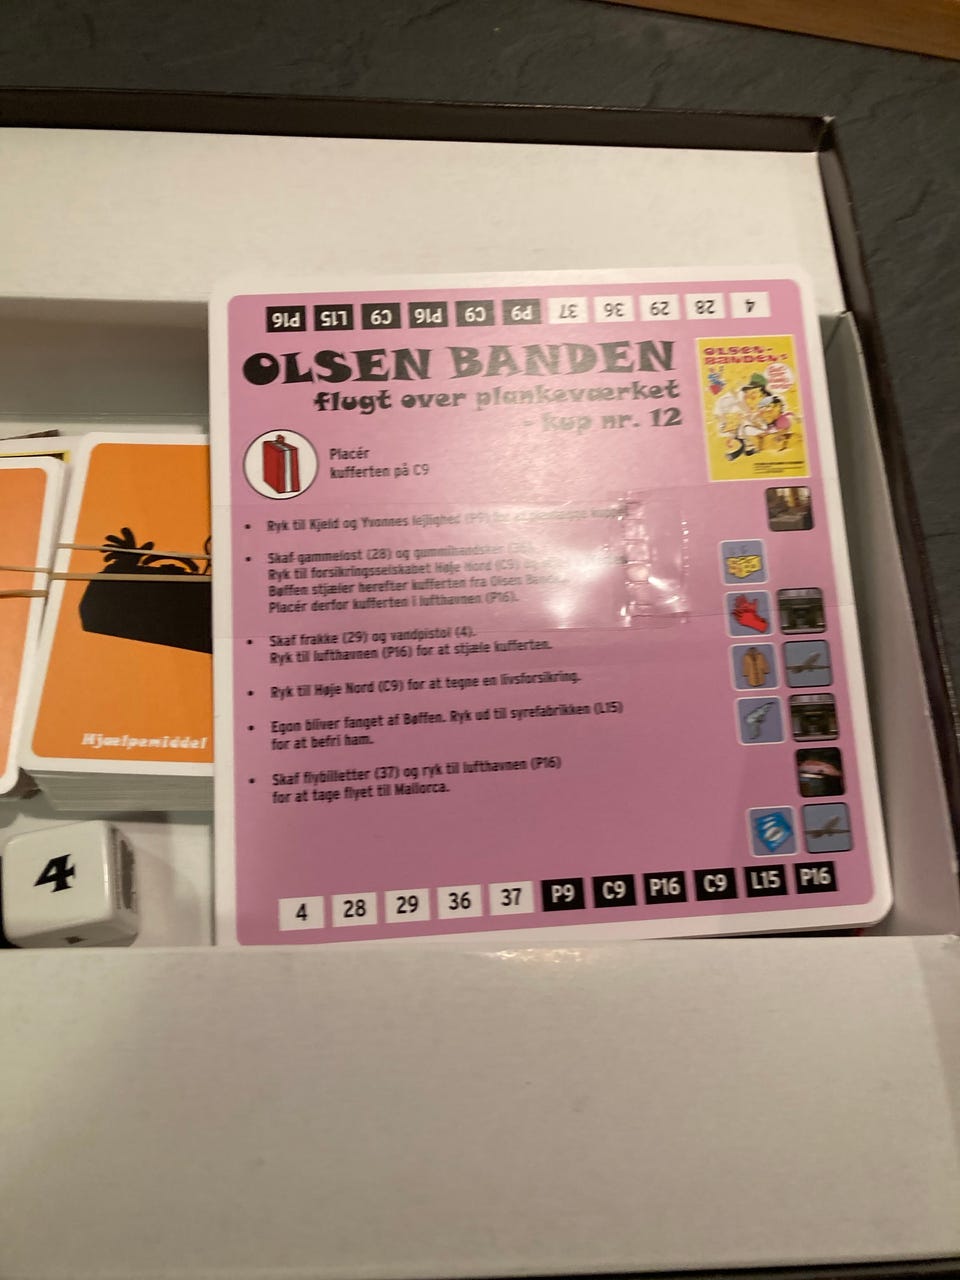 P16 L15 C9 P16 C9 P9 37 36 29 28 4
OLSEN BANDEN
flugt over plankeværket
- kup nr. 12
OLSEN-
BANDENS
Placér
kufferten på C9
• Ryk til Kjeld og Yvonnes lejlighed (P9) for at
• Skaf gammelost (28) og gummihandsker
Ryk til forsikringsselskabet Høje Nord (C9)
Bøffen stjæler herefter kufferten fra Olsen
Placér derfor kufferten i lufthavnen (P16).
• Skaf frakke (29) og vandpistol (4).
Ryk til lufthavnen (P16) for at stjæle kufferten.
• Ryk til Høje Nord (C9) for at tegne en livsforsikring.
• Egon bliver fanget af Bøffen. Ryk ud til syrefabrikken (L15)
for at befri ham.
• Skaf flybilletter (37) og ryk til lufthavnen (P16)
for at tage flyet til Mallorca.
4 28 29 36 37 P9 C9 P16 C9 L15 P16
Hjælpemiddel
4